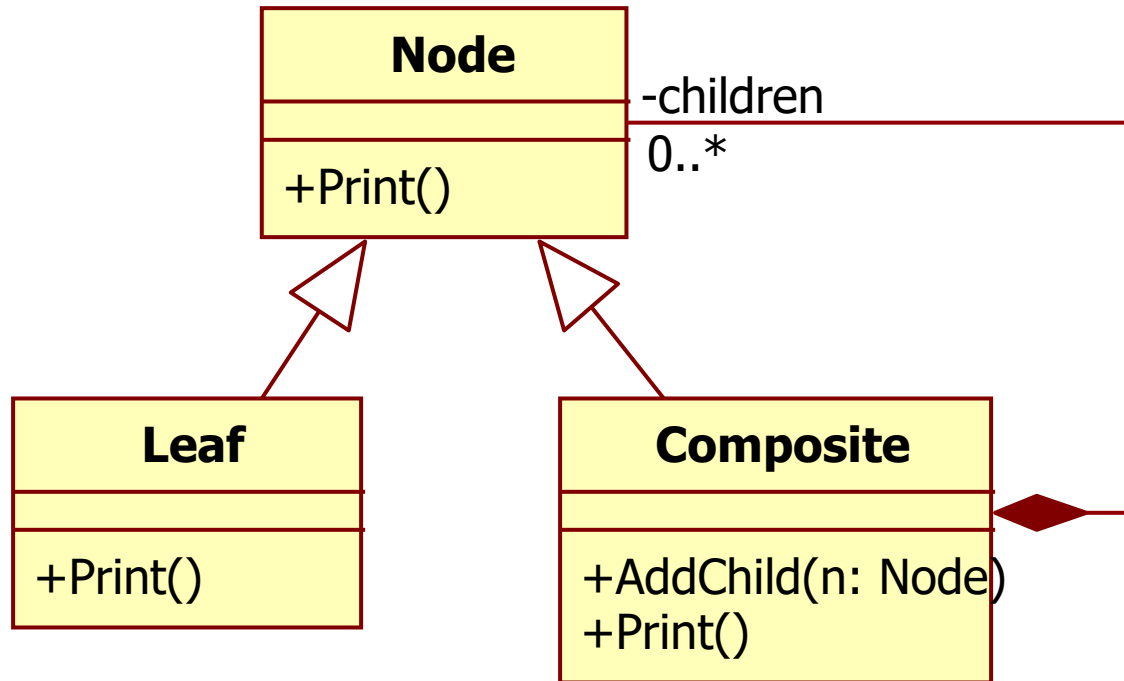 Node
-children
0..*
+Print()
Leaf
+Print()
Composite
+AddChild(n: Node)
+Print()